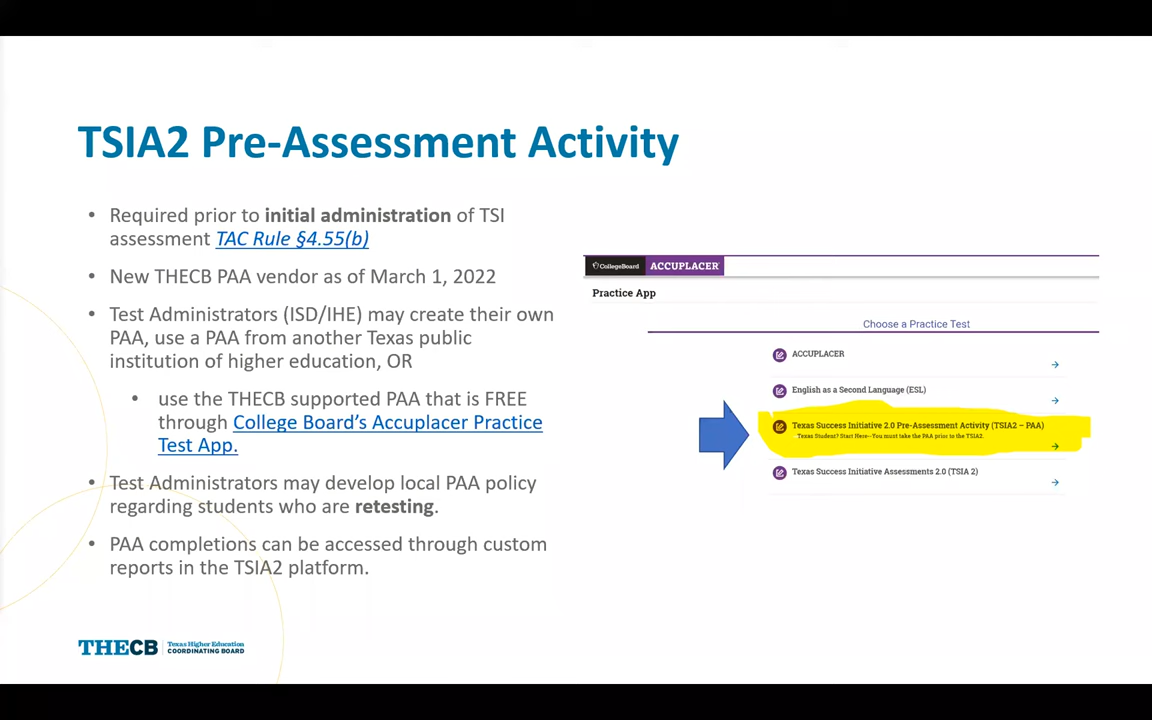 TSIA2 Pre-Assessment Activity
• Required prior to initial administration of TSI
assessment TAC Rule §4.55(b)
• New THECB PAA vendor as of March 1, 2022
• Test Administrators (ISD/IHE) may create their own
PAA, use a PAA from another Texas public
institution of higher education, OR
• use the THECB supported PAA that is FREE
through College Board’s Accuplacer Practice
Test App.
• Test Administrators may develop local PAA policy
regarding students who are retesting.
• PAA completions can be accessed through custom
reports in the TSIA2 platform.
CollegeBoard ACCUPLACER
Practice App
Choose a Practice Test
ACCUPLACER
English as a Second Language (ESL)
Texas Success Initiative 2.0 Pre-Assessment Activity (TSIA2 – PAA)
Texas Student? Start Here--You must take the PAA prior to the TSIA2.
Texas Success Initiative Assessments 2.0 (TSIA 2)
THECB Texas Higher Education
COORDINATING BOARD